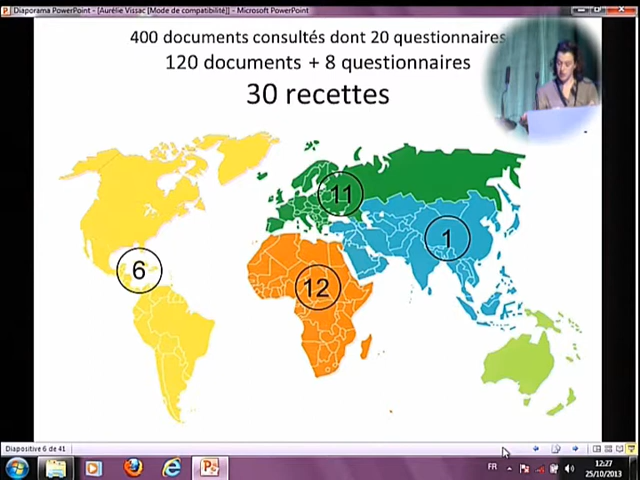 Diaporama PowerPoint - [Aurélie Vissac [Mode de compatibilité]] - Microsoft PowerPoint
400 documents consultés dont 20 questionnaires
120 documents + 8 questionnaires
30 recettes
11
1
6
12
Diapositive 6 de 41
FR
12:27
25/10/2013